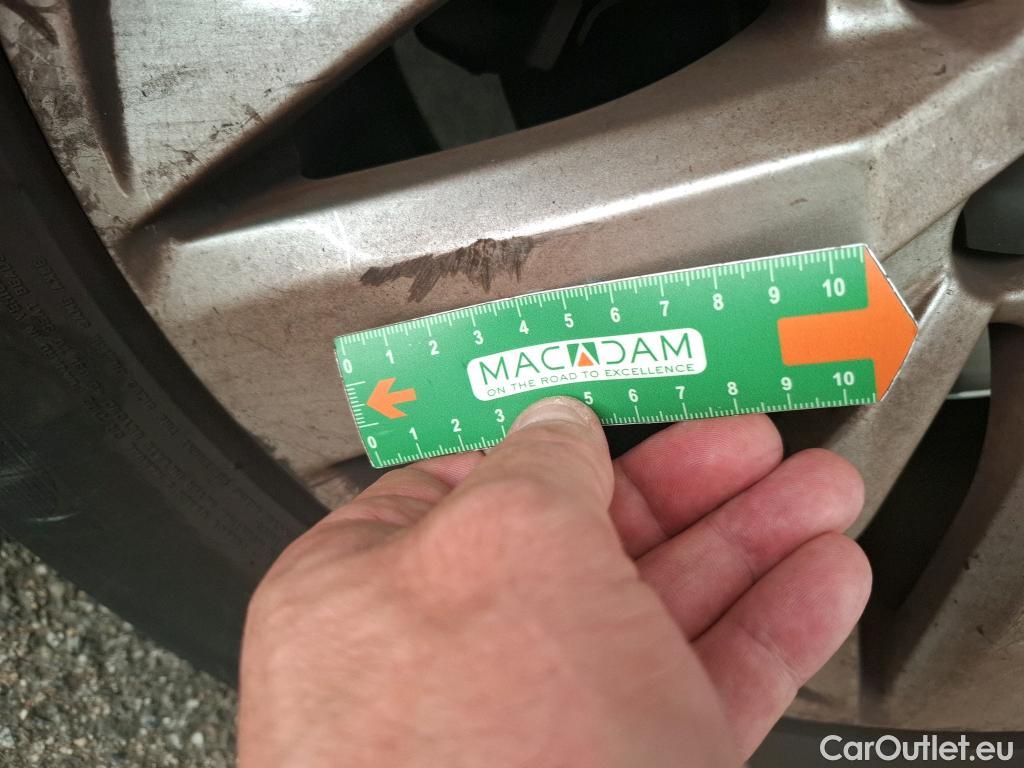 0 1 2 3 4 5 6 7 8 9 10
MACADAM
ON THE ROAD TO EXCELLENCE
0 1 2 3 5 6 7 8 9 10
CarOutlet.eu